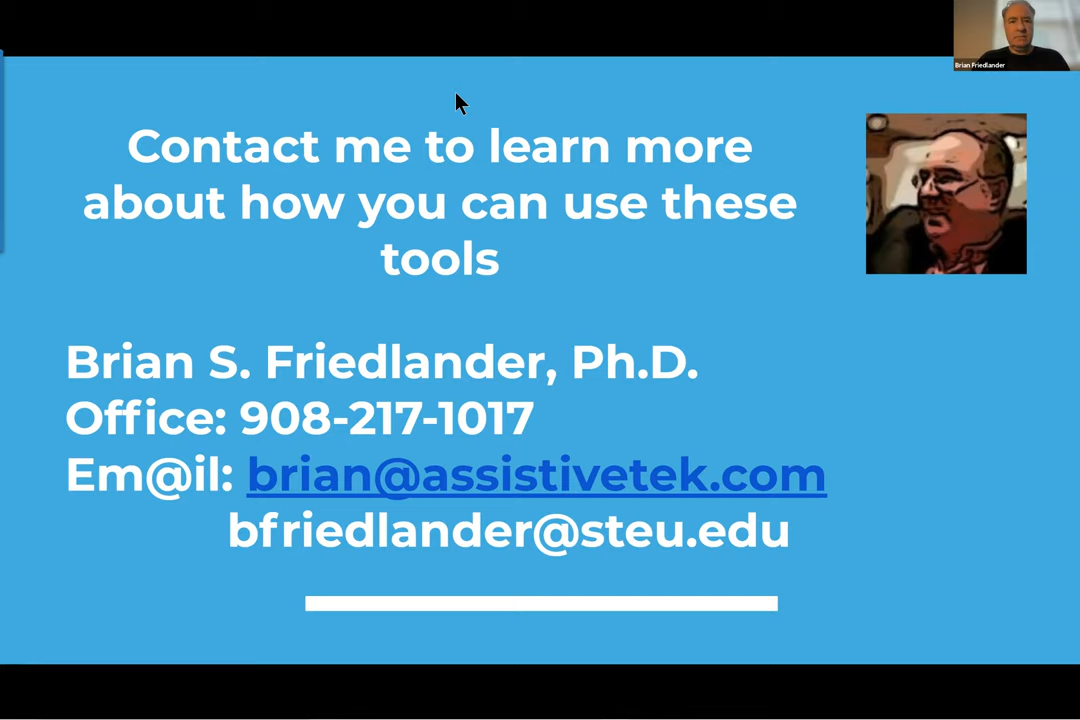 Brian Friedlander
Contact me to learn more
about how you can use these
tools
Brian S. Friedlander, Ph.D.
Office: 908-217-1017
Em@il: brian@assistivetek.com
bfriedlander@steu.edu